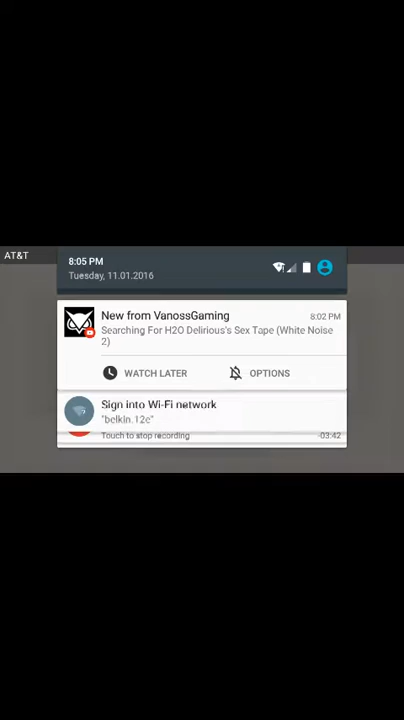 AT&T
8:05 PM
Tuesday, 11.01.2016
New from VanossGaming 8:02 PM
Searching For H2O Delirious's Sex Tape (White Noise
2)
WATCH LATER OPTIONS
Sign into Wi-Fi network
"belkin.12c"
Touch to stop recording -03:42